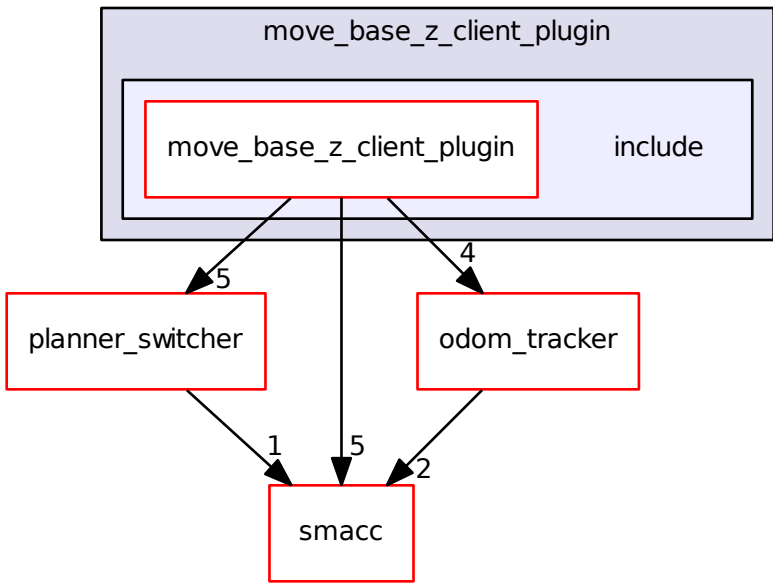 move_base_z_client_plugin
move_base_z_client_plugin
include
5
4
planner_switcher
odom_tracker
1
5
2
smacc